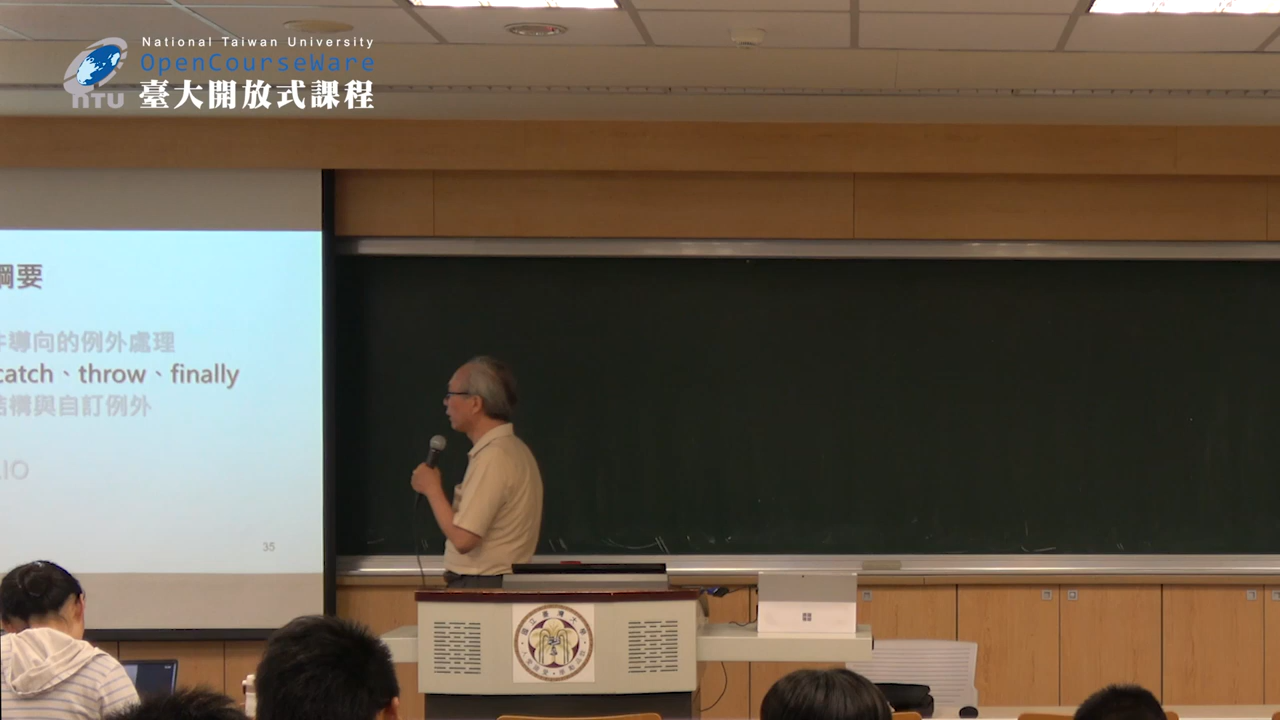 National Taiwan University
OpenCourseWare
NTU 臺大開放式課程
綱要
件導向的例外處理
catch、throw、finally
結構與自訂例外
IO
35